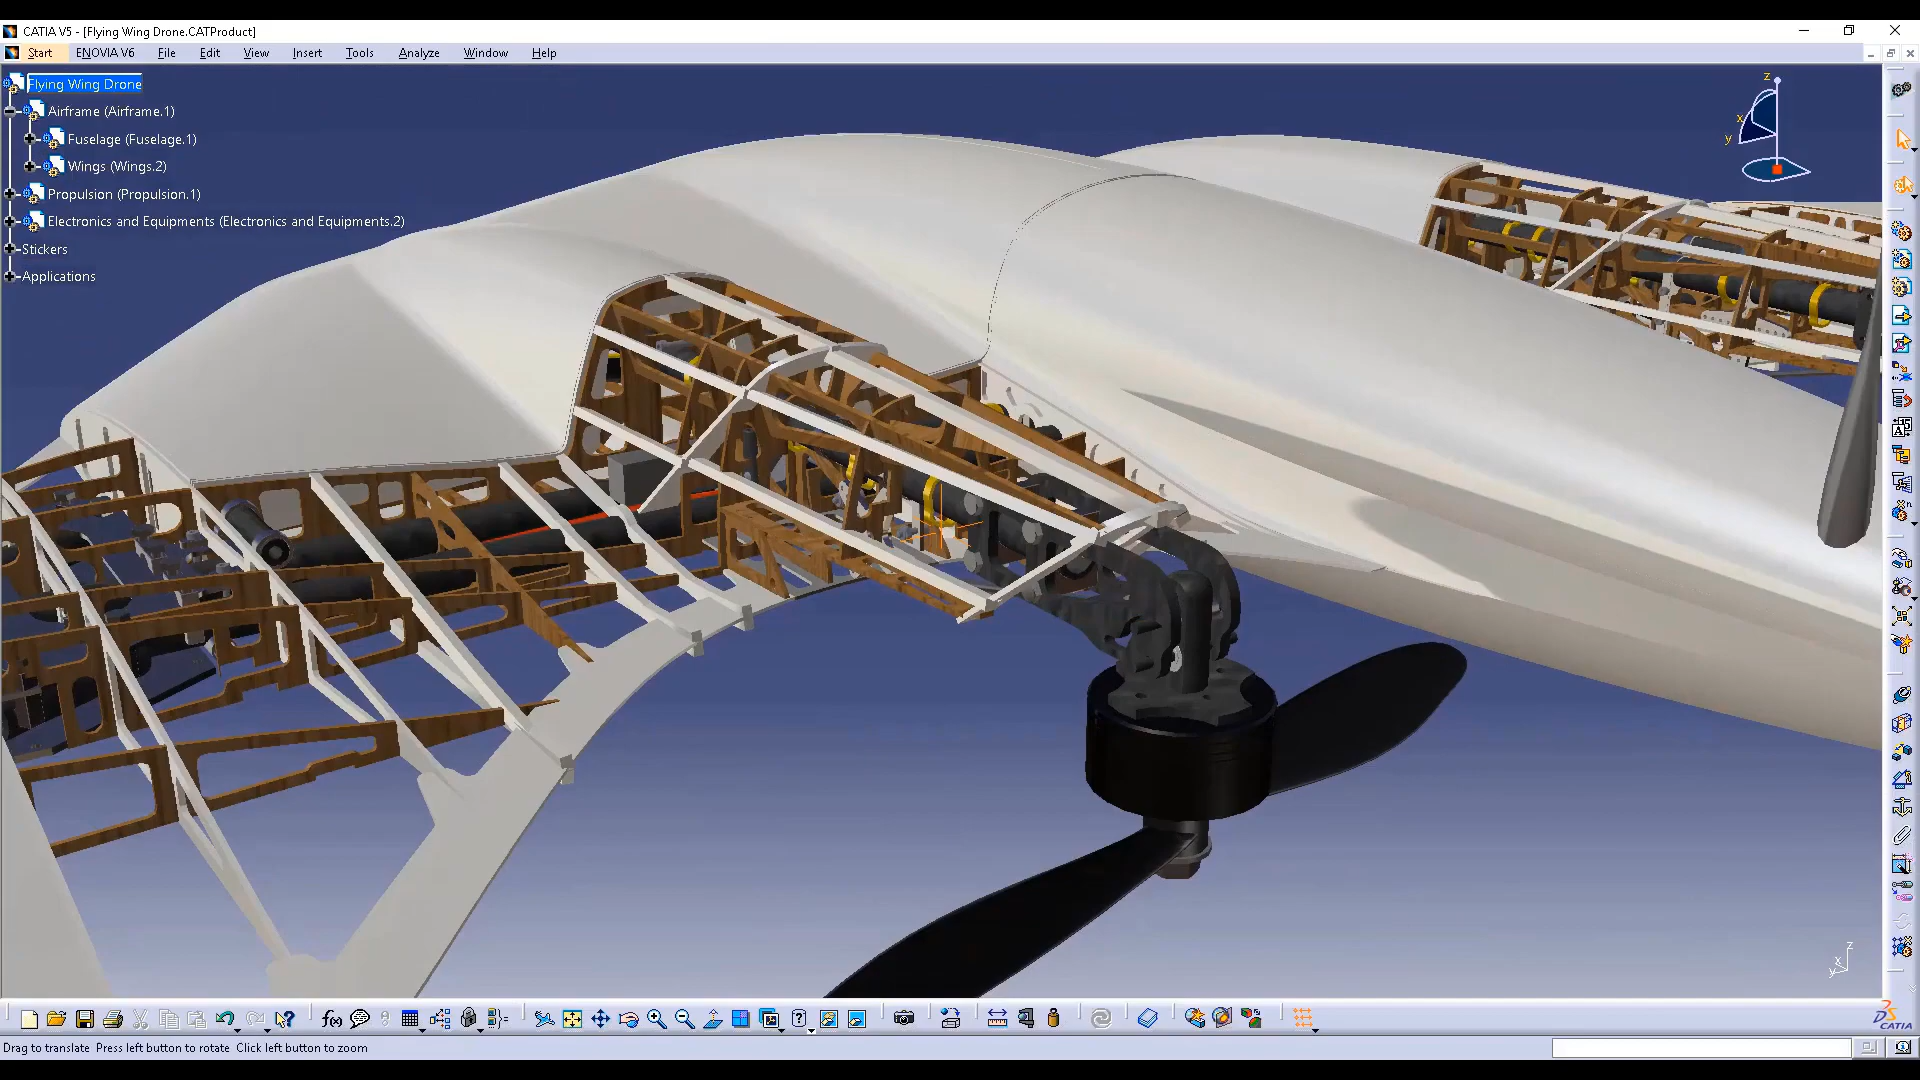 CATIA V5 - [Flying Wing Drone.CATProduct]
Start ENOVIA V6 File Edit View Insert Tools Analyze Window Help
Flying Wing Drone
Airframe (Airframe.1)
Fuselage (Fuselage.1)
Wings (Wings.2)
Propulsion (Propulsion.1)
Electronics and Equipments (Electronics and Equipments.2)
Stickers
Applications
z
x
y
z
x
y
f(x)
CATIA
Drag to translate Press left button to rotate Click left button to zoom